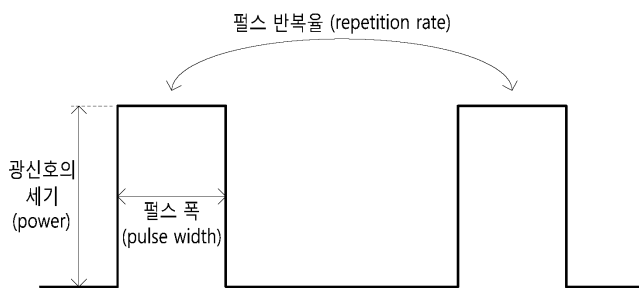 펄스 반복율 (repetition rate)
광신호의
세기
(power)
펄스 폭
(pulse width)